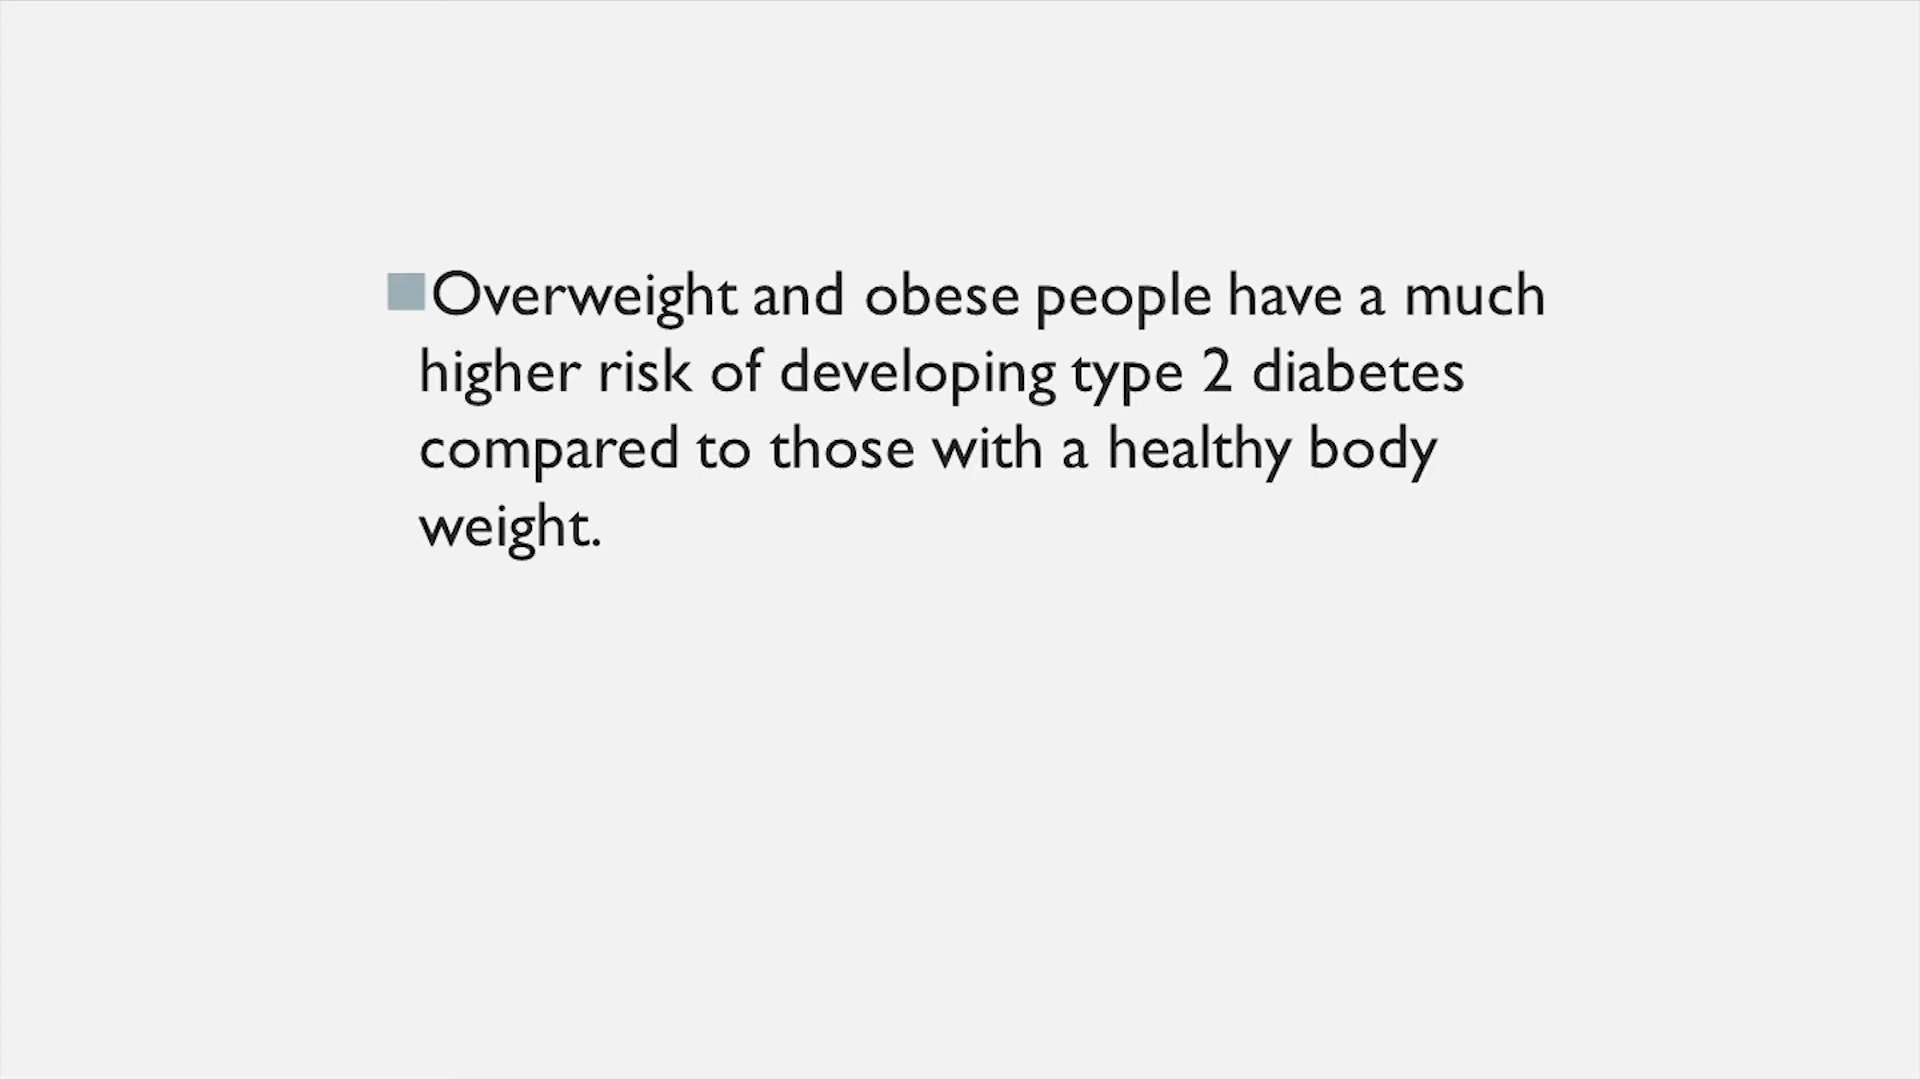 Overweight and obese people have a much
higher risk of developing type 2 diabetes
compared to those with a healthy body
weight.